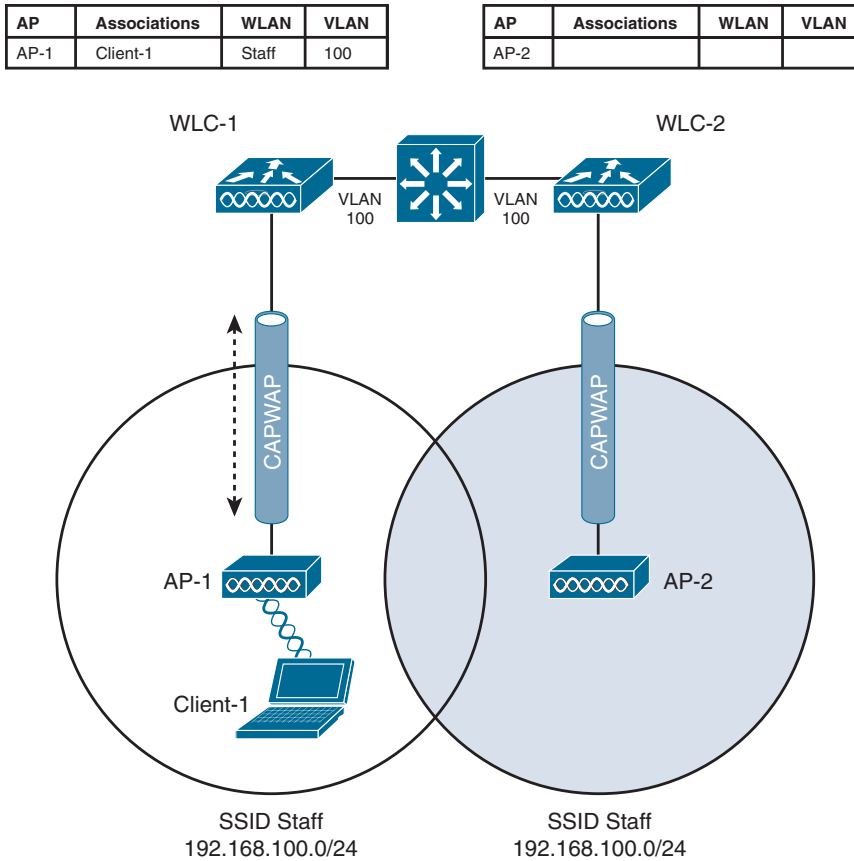 AP Associations WLAN VLAN
AP-1 Client-1 Staff 100
AP Associations WLAN VLAN
AP-2
WLC-1
WLC-2
VLAN
100
VLAN
100
CAPWAP
CAPWAP
AP-1
AP-2
Client-1
SSID Staff
192.168.100.0/24
SSID Staff
192.168.100.0/24